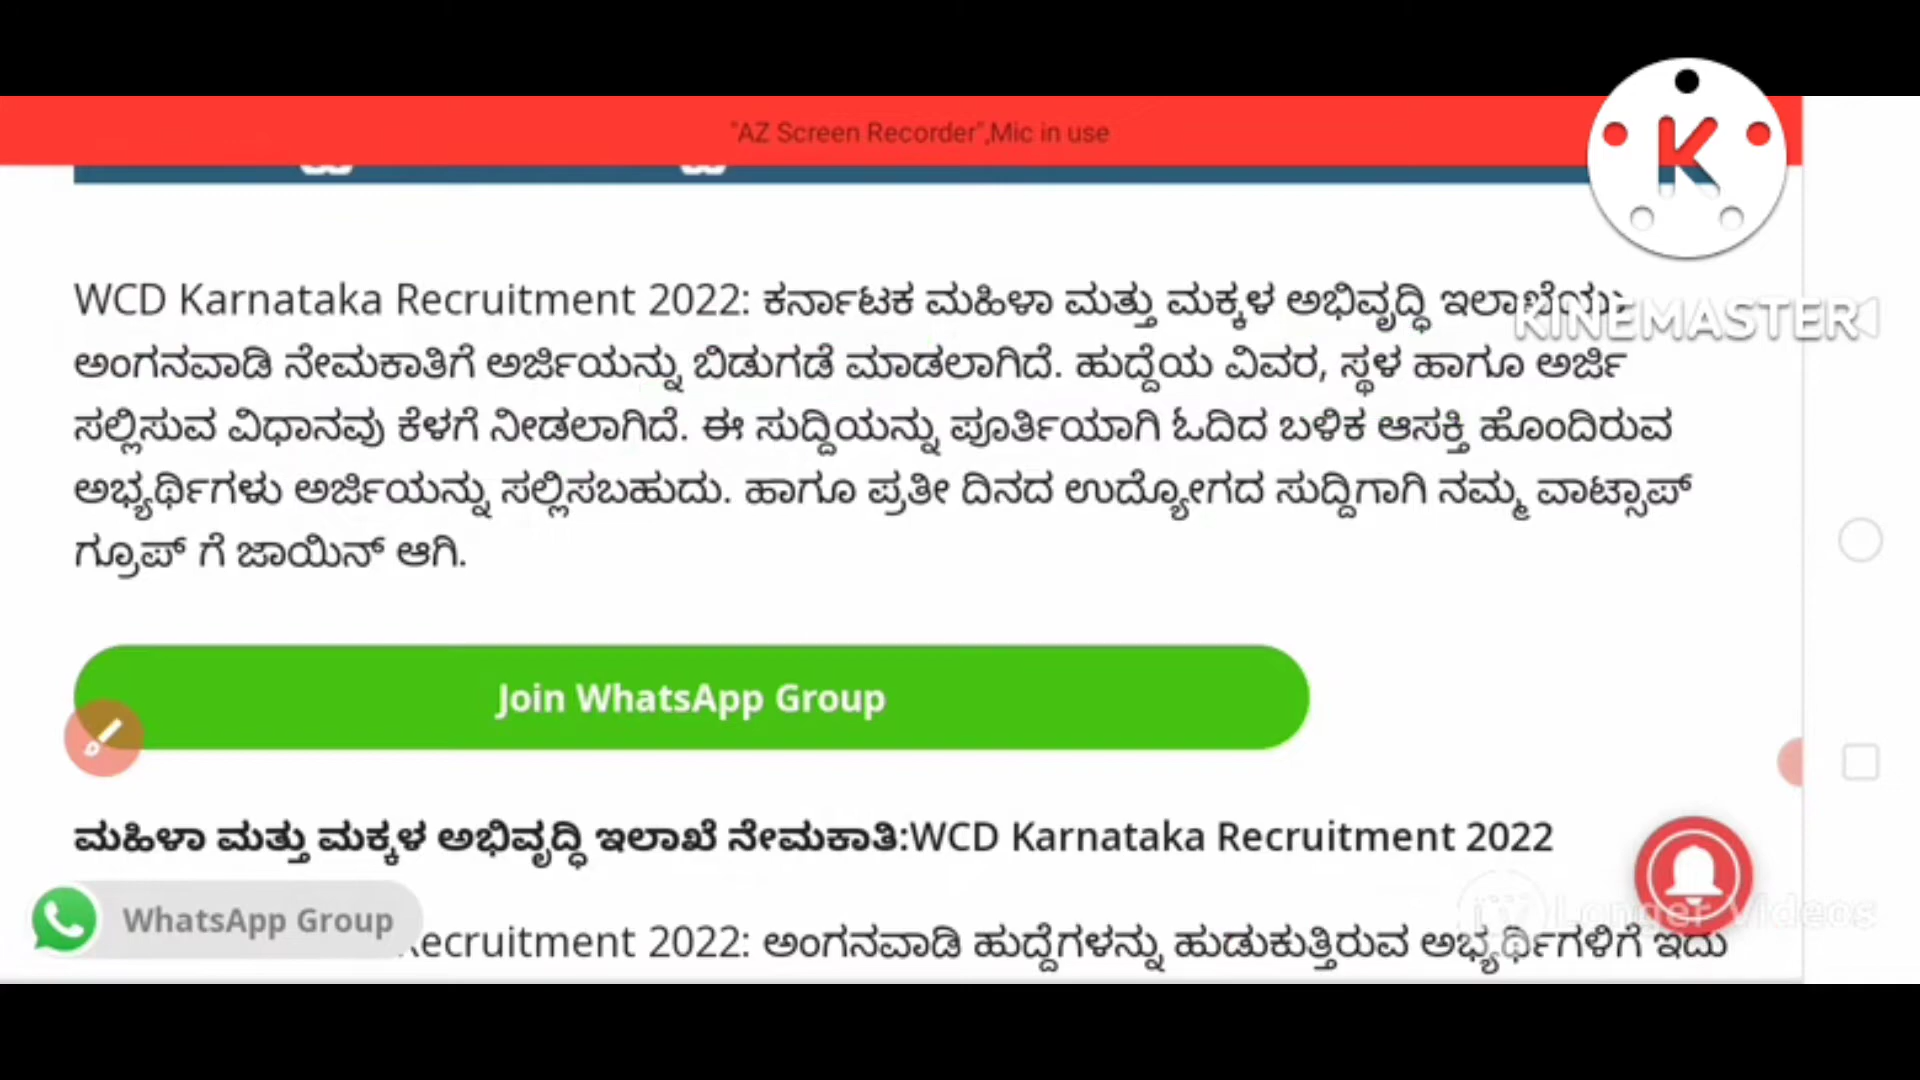 "AZ Screen Recorder",Mic in use
K
WCD Karnataka Recruitment 2022: ಕರ್ನಾಟಕ ಮಹಿಳಾ ಮತ್ತು ಮಕ್ಕಳ ಅಭಿವೃದ್ಧಿ ಇಲಾಖೆಯು
KINEMASTER
ಅಂಗನವಾಡಿ ನೇಮಕಾತಿಗೆ ಅರ್ಜಿಯನ್ನು ಬಿಡುಗಡೆ ಮಾಡಲಾಗಿದೆ. ಹುದ್ದೆಯ ವಿವರ, ಸ್ಥಳ ಹಾಗೂ ಅರ್ಜಿ
ಸಲ್ಲಿಸುವ ವಿಧಾನವು ಕೆಳಗೆ ನೀಡಲಾಗಿದೆ. ಈ ಸುದ್ದಿಯನ್ನು ಪೂರ್ತಿಯಾಗಿ ಓದಿದ ಬಳಿಕ ಆಸಕ್ತಿ ಹೊಂದಿರುವ
ಅಭ್ಯರ್ಥಿಗಳು ಅರ್ಜಿಯನ್ನು ಸಲ್ಲಿಸಬಹುದು. ಹಾಗೂ ಪ್ರತೀ ದಿನದ ಉದ್ಯೋಗದ ಸುದ್ದಿಗಾಗಿ ನಮ್ಮ ವಾಟ್ಸಾಪ್
ಗ್ರೂಪ್ ಗೆ ಜಾಯಿನ್ ಆಗಿ.
Join WhatsApp Group
ಮಹಿಳಾ ಮತ್ತು ಮಕ್ಕಳ ಅಭಿವೃದ್ಧಿ ಇಲಾಖೆ ನೇಮಕಾತಿ:WCD Karnataka Recruitment 2022
WhatsApp Group
Longer Videos
Recruitment 2022: ಅಂಗನವಾಡಿ ಹುದ್ದೆಗಳನ್ನು ಹುಡುಕುತ್ತಿರುವ ಅಭ್ಯರ್ಥಿಗಳಿಗೆ ಇದು